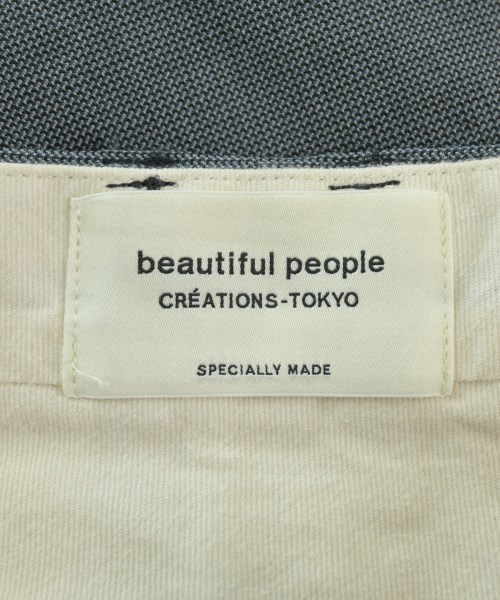 beautiful people
CRÉATIONS-TOKYO
SPECIALLY MADE